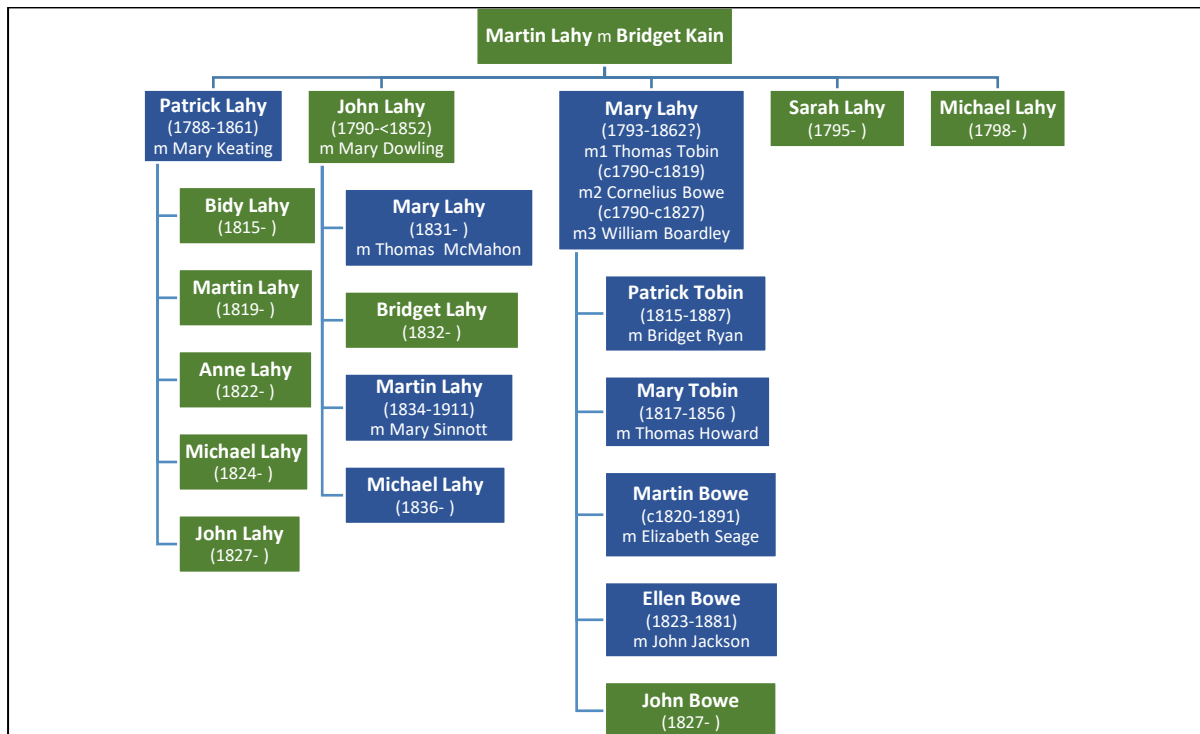 Martin Lahy m Bridget Kain
Patrick Lahy
(1788-1861)
m Mary Keating
John Lahy
(1790-<1852)
m Mary Dowling
Mary Lahy
(1793-1862?)
m1 Thomas Tobin
(c1790-c1819)
m2 Cornelius Bowe
(c1790-c1827)
m3 William Boardley
Sarah Lahy
(1795- )
Michael Lahy
(1798- )
Bidy Lahy
(1815- )
Martin Lahy
(1819- )
Anne Lahy
(1822- )
Michael Lahy
(1824- )
John Lahy
(1827- )
Mary Lahy
(1831- )
m Thomas  McMahon
Bridget Lahy
(1832- )
Martin Lahy
(1834-1911)
m Mary Sinnott
Michael Lahy
(1836- )
Patrick Tobin
(1815-1887)
m Bridget Ryan
Mary Tobin
(1817-1856 )
m Thomas Howard
Martin Bowe
(c1820-1891)
m Elizabeth Seage
Ellen Bowe
(1823-1881)
m John Jackson
John Bowe
(1827- )